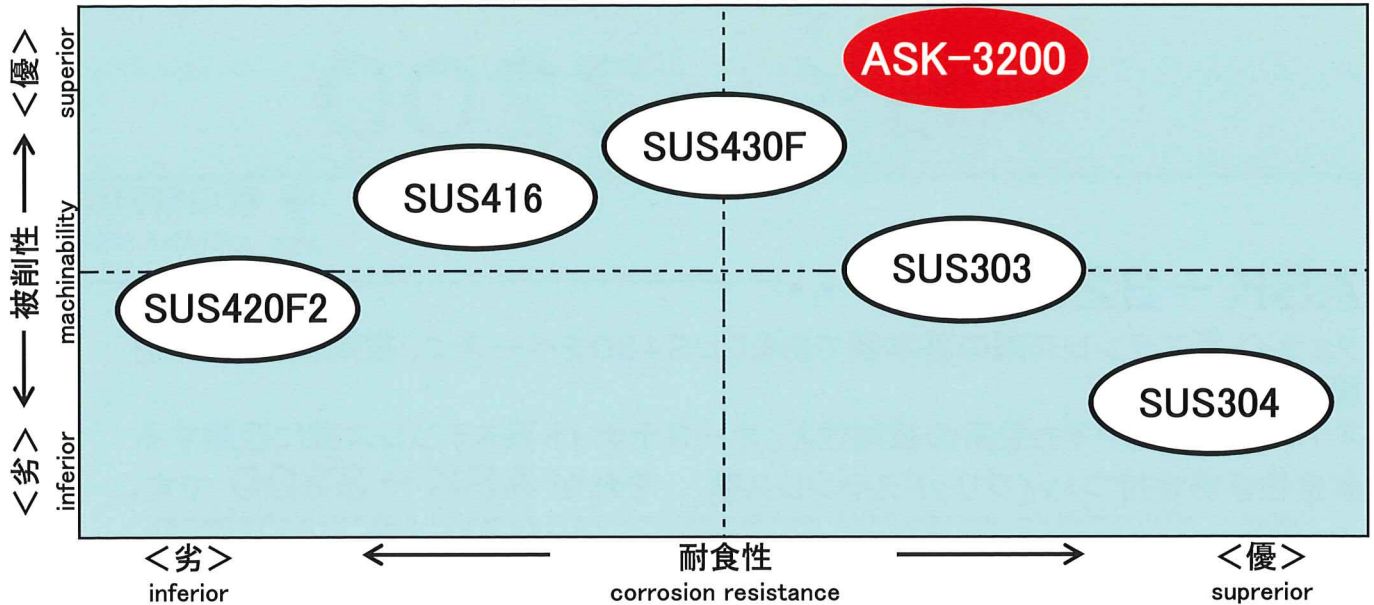 <優>
superior
ASK-3200
SUS430F
SUS416
被削性
machinability
SUS303
SUS420F2
SUS304
<劣>
inferior
<劣>
耐食性
<優>
inferior
corrosion resistance
suprerior